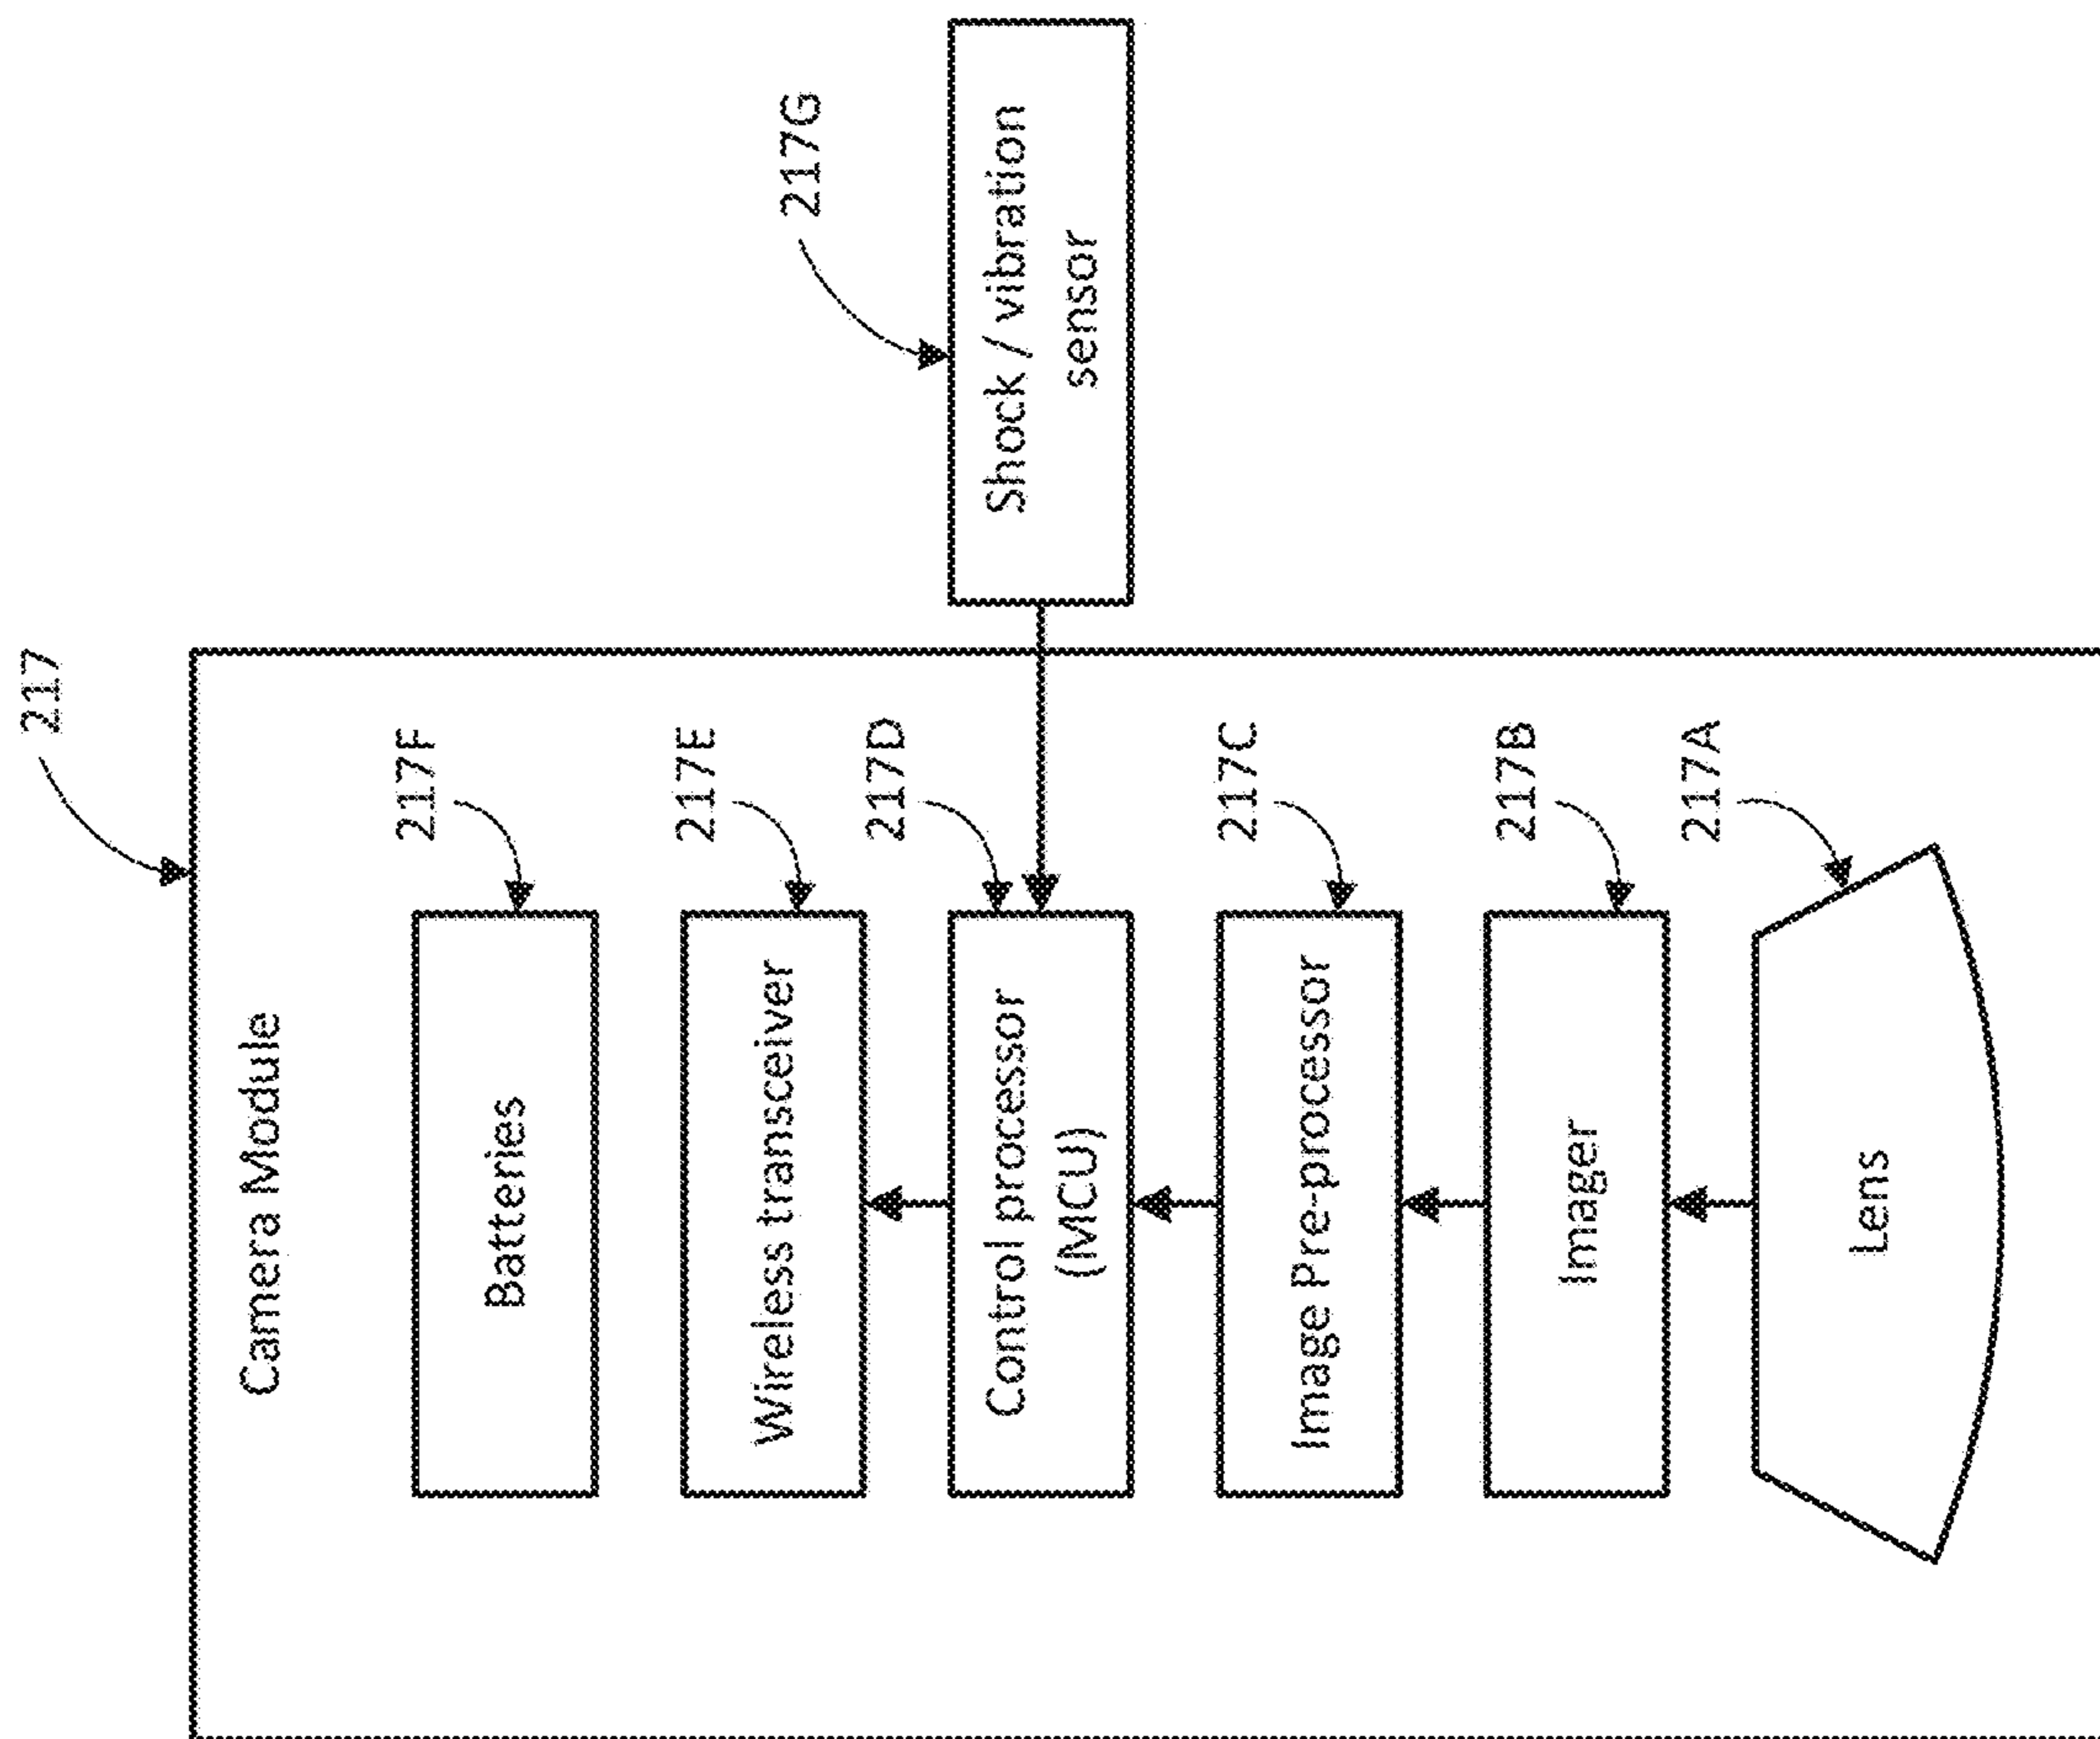 217
Camera Module
217F
Batteries
217E
Wireless transceiver
217G
Shock / vibration
sensor
217D
Control processor
(MCU)
217C
Image Pre-processor
217B
Imager
217A
Lens